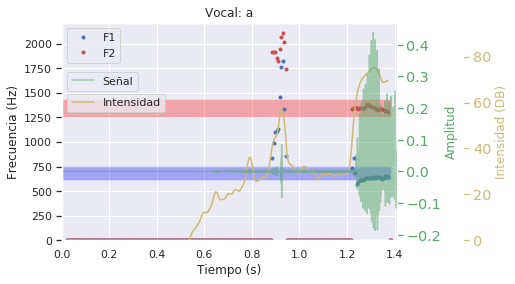 Vocal: a
F1
F2
Señal
Intensidad
Frecuencia (Hz)
2000
1750
1500
1250
1000
750
500
250
0
0.0 0.2 0.4 0.6 0.8 1.0 1.2 1.4
Tiempo (s)
0.4
0.3
0.2
0.1
0.0
−0.1
−0.2
Amplitud
80
60
40
20
0
Intensidad (DB)